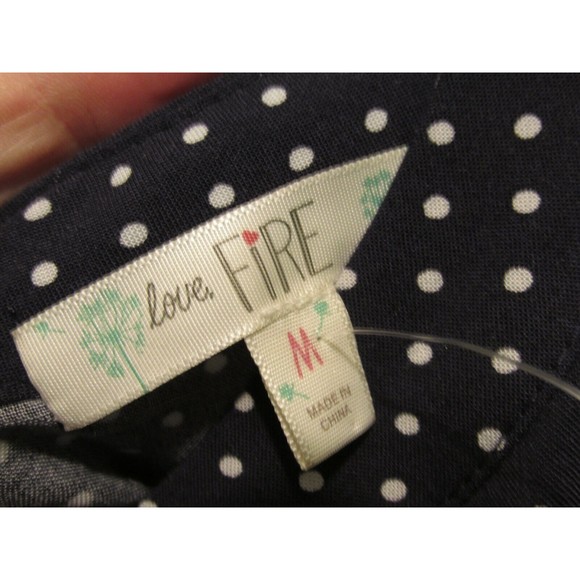 love, FiRE
M
MADE IN
CHINA